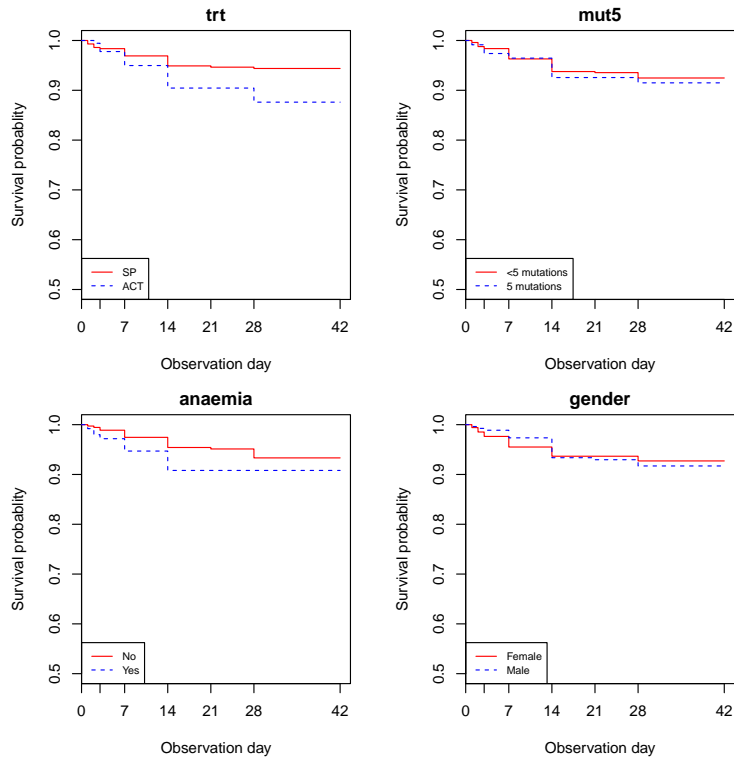 trt
Survival probablity
1.0
0.9
0.8
0.7
0.6
0.5
SP
ACT
0 7 14 21 28 42
Observation day
mut5
Survival probablity
1.0
0.9
0.8
0.7
0.6
0.5
<5 mutations
5 mutations
0 7 14 21 28 42
Observation day
anaemia
Survival probablity
1.0
0.9
0.8
0.7
0.6
0.5
No
Yes
0 7 14 21 28 42
Observation day
gender
Survival probablity
1.0
0.9
0.8
0.7
0.6
0.5
Female
Male
0 7 14 21 28 42
Observation day